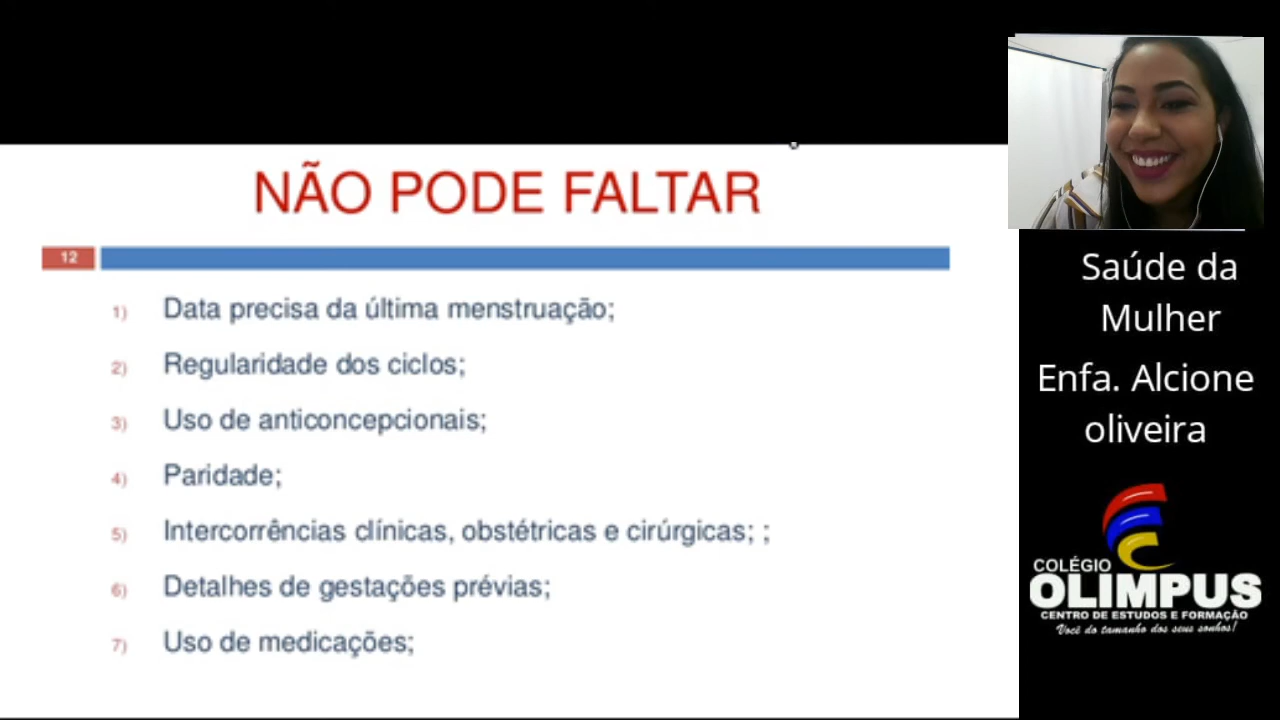 NÃO PODE FALTAR
12
1) Data precisa da última menstruação;
2) Regularidade dos ciclos;
3) Uso de anticoncepcionais;
4) Paridade;
5) Intercorrências clínicas, obstétricas e cirúrgicas; ;
6) Detalhes de gestações prévias;
7) Uso de medicações;
Saúde da
Mulher
Enfa. Alcione
oliveira
COLÉGIO
OLIMPUS
CENTRO DE ESTUDOS E FORMAÇÃO
Você do tamanho dos seus sonhos!